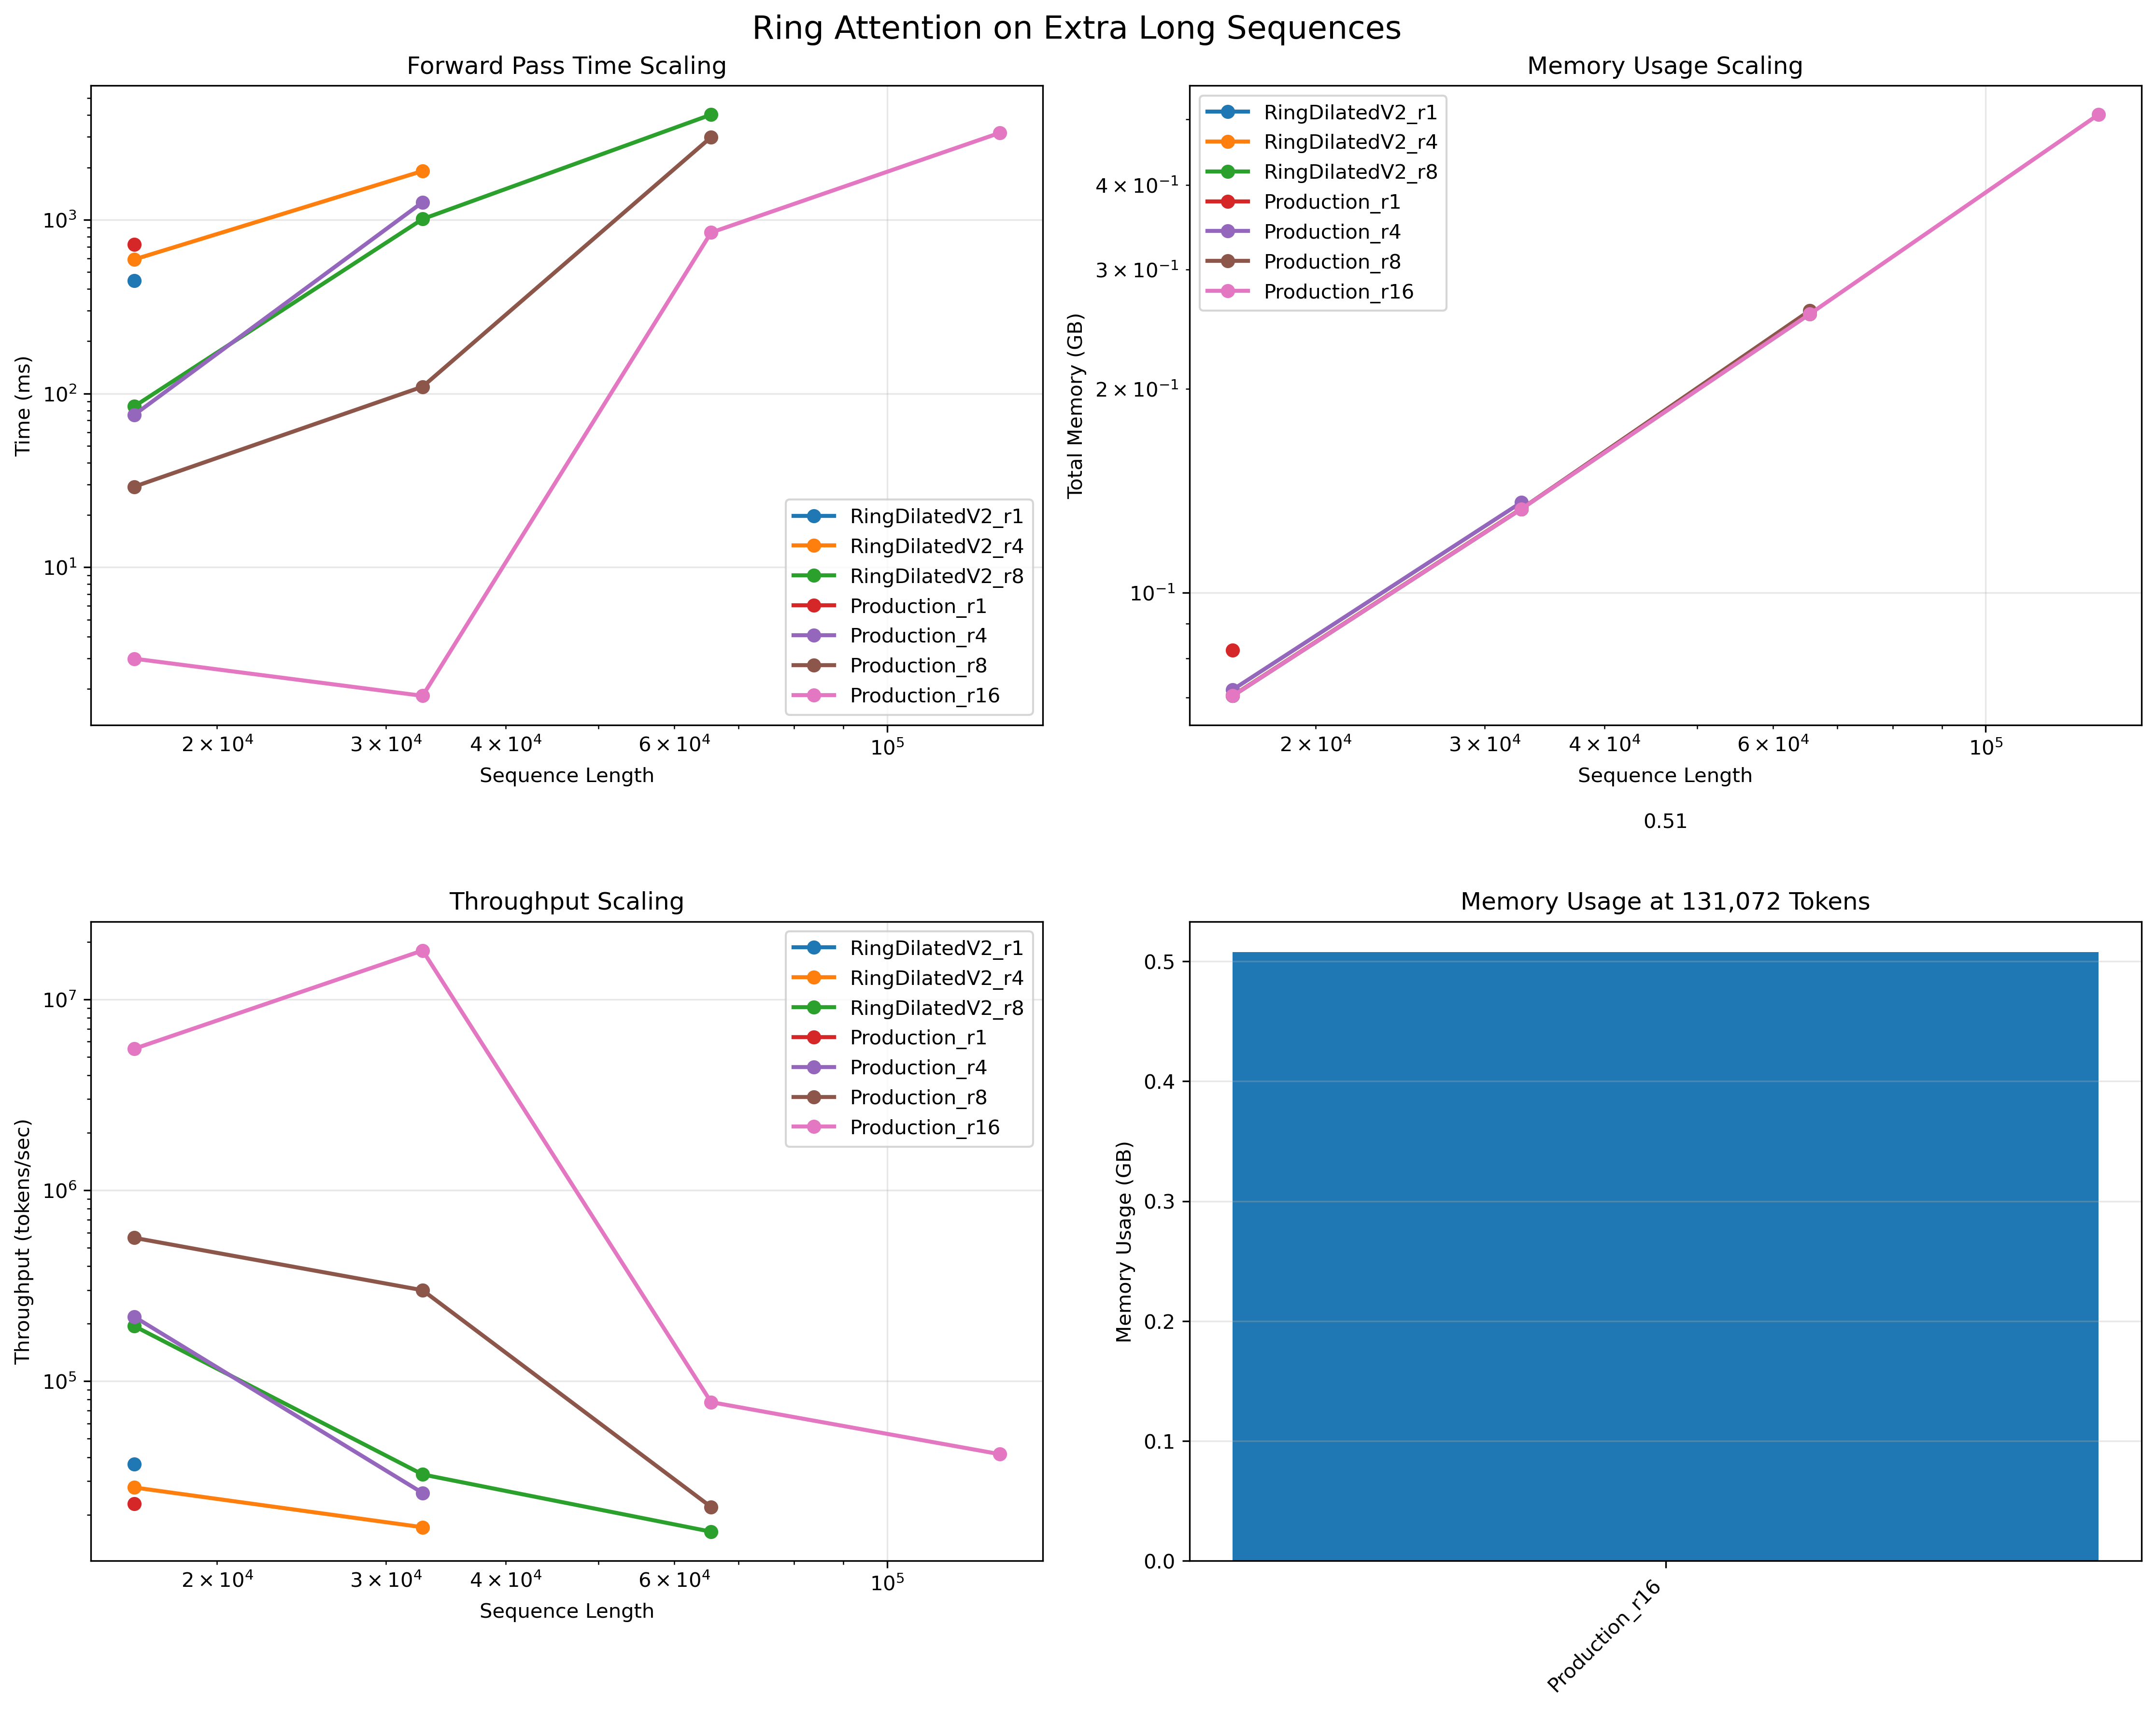 Ring Attention on Extra Long Sequences
Forward Pass Time Scaling
Time (ms)
10³
10²
10¹
RingDilatedV2_r1
RingDilatedV2_r4
RingDilatedV2_r8
Production_r1
Production_r4
Production_r8
Production_r16
2 × 10⁴
3 × 10⁴
4 × 10⁴
6 × 10⁴
10⁵
Sequence Length
Memory Usage Scaling
Total Memory (GB)
4 × 10⁻¹
3 × 10⁻¹
2 × 10⁻¹
10⁻¹
RingDilatedV2_r1
RingDilatedV2_r4
RingDilatedV2_r8
Production_r1
Production_r4
Production_r8
Production_r16
2 × 10⁴
3 × 10⁴
4 × 10⁴
6 × 10⁴
10⁵
Sequence Length
Throughput Scaling
Throughput (tokens/sec)
10⁷
10⁶
10⁵
RingDilatedV2_r1
RingDilatedV2_r4
RingDilatedV2_r8
Production_r1
Production_r4
Production_r8
Production_r16
2 × 10⁴
3 × 10⁴
4 × 10⁴
6 × 10⁴
10⁵
Sequence Length
0.51
Memory Usage at 131,072 Tokens
Memory Usage (GB)
0.5
0.4
0.3
0.2
0.1
0.0
Production_r16